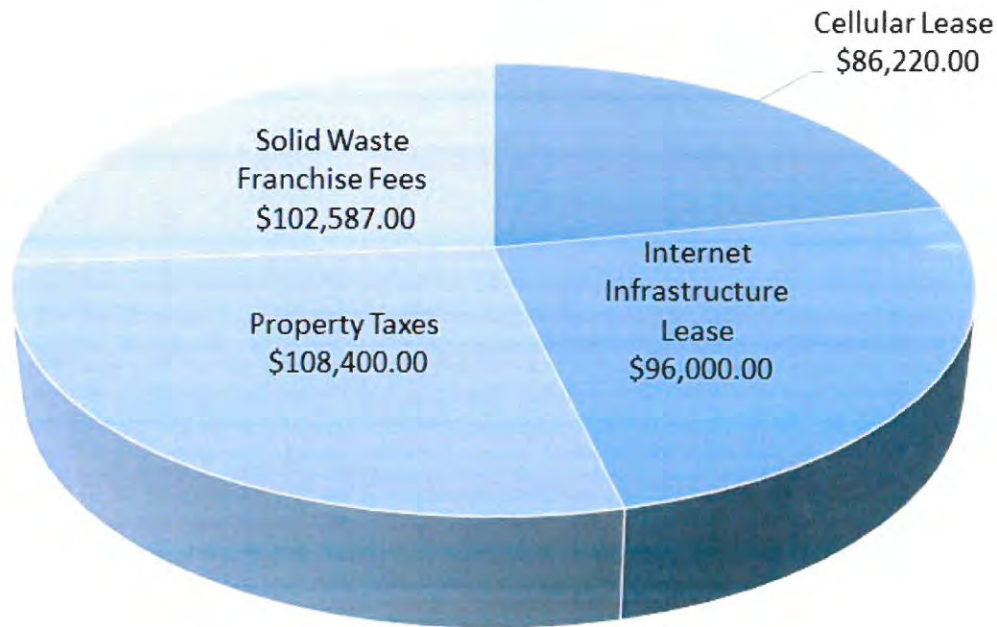 Cellular Lease
$86,220.00
Solid Waste
Franchise Fees
$102,587.00
Internet
Infrastructure
Lease
$96,000.00
Property Taxes
$108,400.00